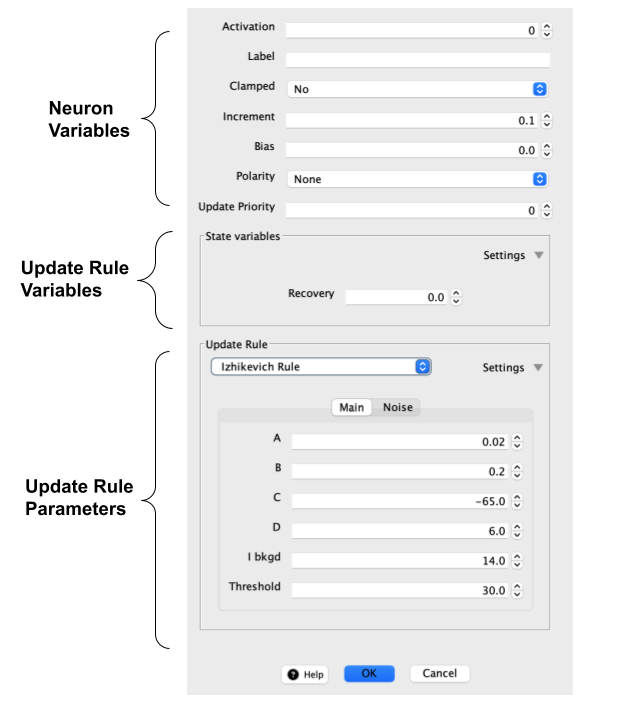 Activation 0
Label
Clamped No
Neuron
Variables
Increment 0.1
Bias 0.0
Polarity None
Update Priority 0
State variables
Settings
Update Rule
Variables
Recovery 0.0
Update Rule
Izhikevich Rule Settings
Main Noise
A 0.02
B 0.2
Update Rule
Parameters
C -65.0
D 6.0
I bkgd 14.0
Threshold 30.0
? Help OK Cancel